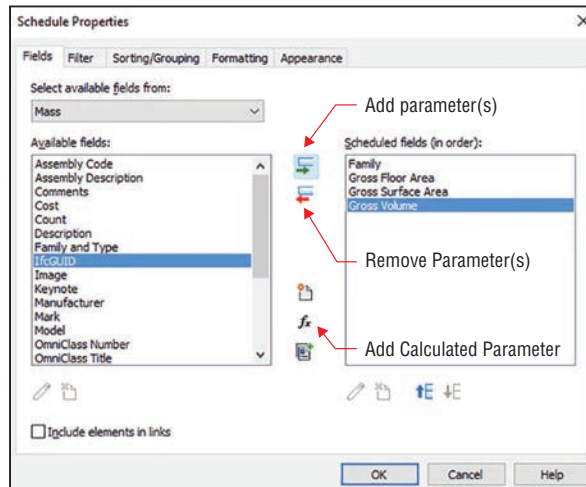 Schedule Properties
Fields Filter Sorting/Grouping Formatting Appearance
Select available fields from:
Mass
Add parameter(s)
Available fields:
Scheduled fields (in order):
Assembly Code
Assembly Description
Comments
Cost
Count
Description
Family and Type
IfcGUID
Image
Keynote
Manufacturer
Mark
Model
OmniClass Number
OmniClass Title
Family
Gross Floor Area
Gross Surface Area
Gross Volume
Remove Parameter(s)
fx
Add Calculated Parameter
Include elements in links
OK Cancel Help